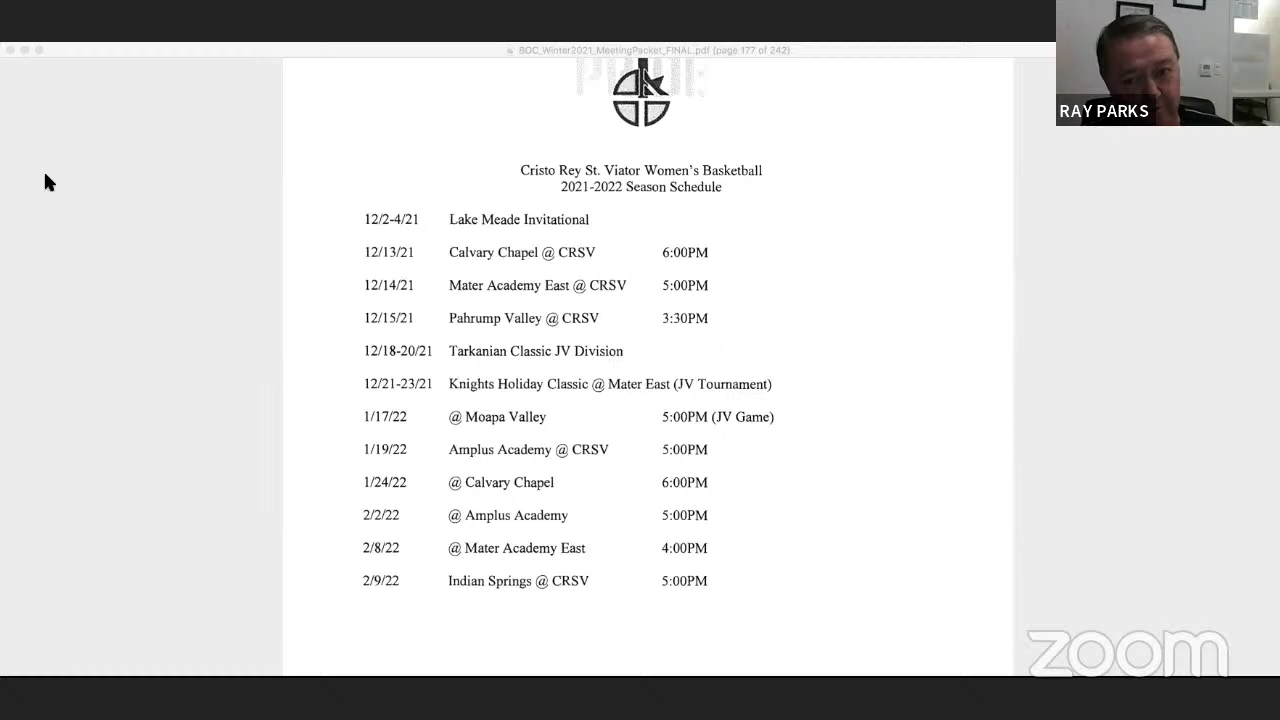 BOC_Winter2021_MeetingPacket_FINAL.pdf (page 177 of 242)
RAY PARKS
Cristo Rey St. Viator Women's Basketball
2021-2022 Season Schedule
12/2-4/21 Lake Meade Invitational
12/13/21 Calvary Chapel @ CRSV 6:00PM
12/14/21 Mater Academy East @ CRSV 5:00PM
12/15/21 Pahrump Valley @ CRSV 3:30PM
12/18-20/21 Tarkanian Classic JV Division
12/21-23/21 Knights Holiday Classic @ Mater East (JV Tournament)
1/17/22 @ Moapa Valley 5:00PM (JV Game)
1/19/22 Amplus Academy @ CRSV 5:00PM
1/24/22 @ Calvary Chapel 6:00PM
2/2/22 @ Amplus Academy 5:00PM
2/8/22 @ Mater Academy East 4:00PM
2/9/22 Indian Springs @ CRSV 5:00PM
zoom